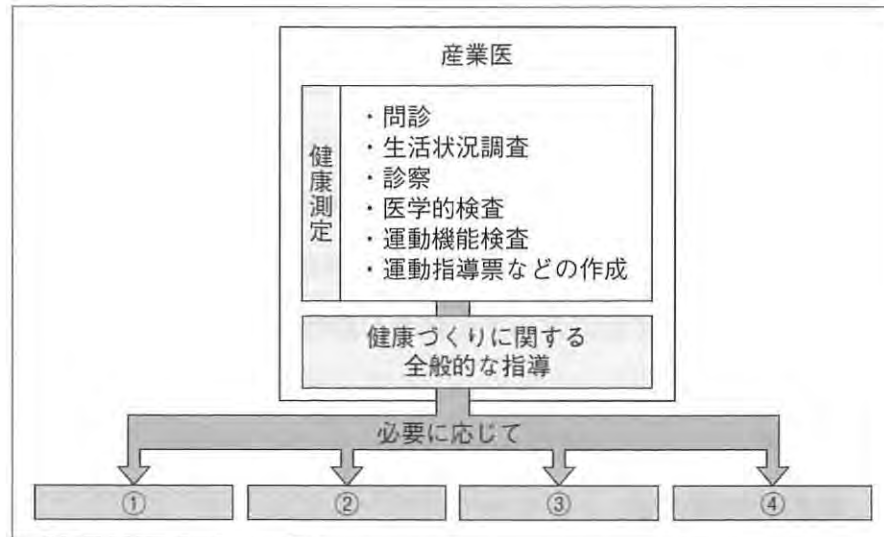 産業医
健康測定
・問診
・生活状況調査
・診察
・医学的検査
・運動機能検査
・運動指導票などの作成
健康づくりに関する
全般的な指導
必要に応じて
①
②
③
④